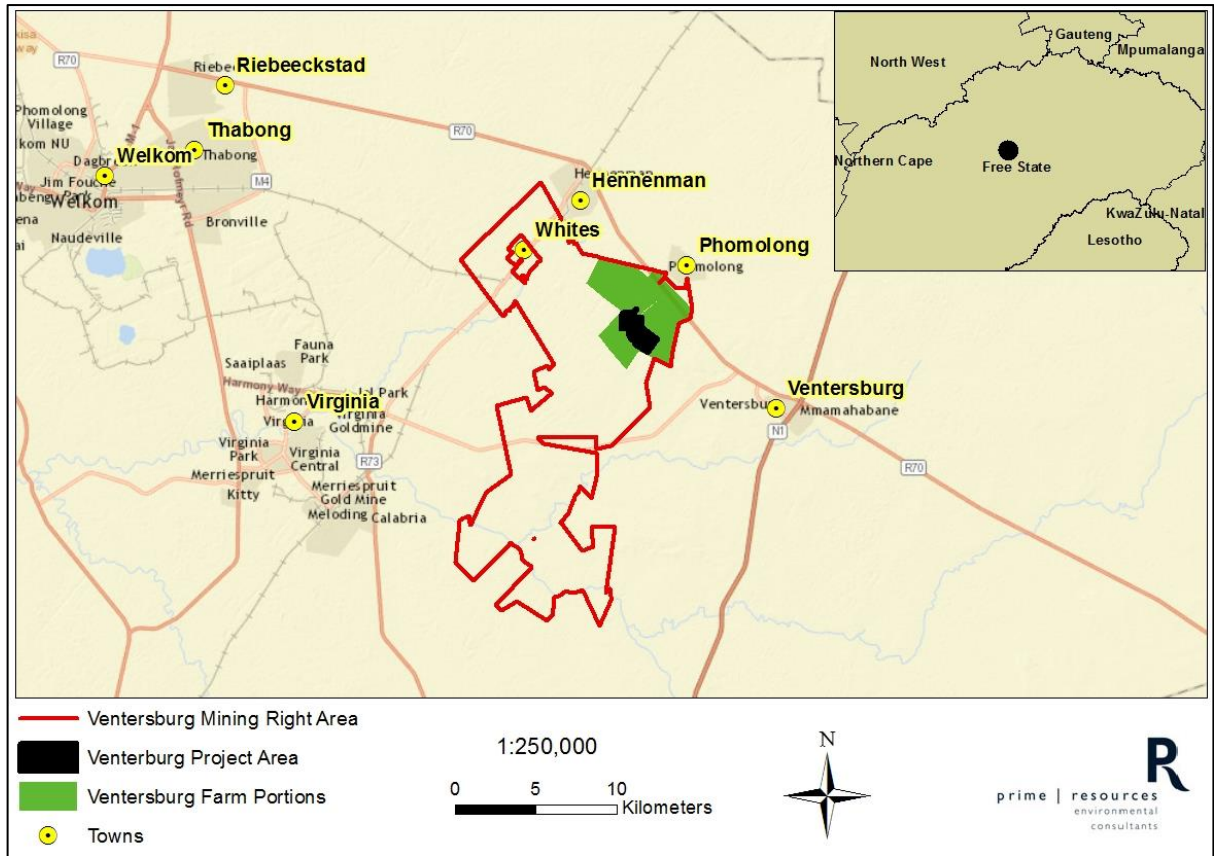 R70
Riebeeckstad
Phomolong
Village
Thabong
Thabong
M-1
Welkom
Jim Fouche
Welkom
M4
Naudeville
Bronville
R70
Hennenman
Whites
Phomolong
Fauna
Park
Saaiplaas
Harmony Way
Virginia
Virginia
Goldmine
Virginia
Park
Virginia
Central
R73
Merriespruit
Kitty
Merriespruit
Gold Mine
Meloding
Calabria
Ventersburg
Mmamahabane
N1
R70
Gauteng
Mpumalanga
North West
Northern Cape
Free State
KwaZulu-Natal
Lesotho
Ventersburg Mining Right Area
Venterburg Project Area
Ventersburg Farm Portions
Towns
1:250,000
0 5 10
Kilometers
N
R
prime | resources
environmental
consultants